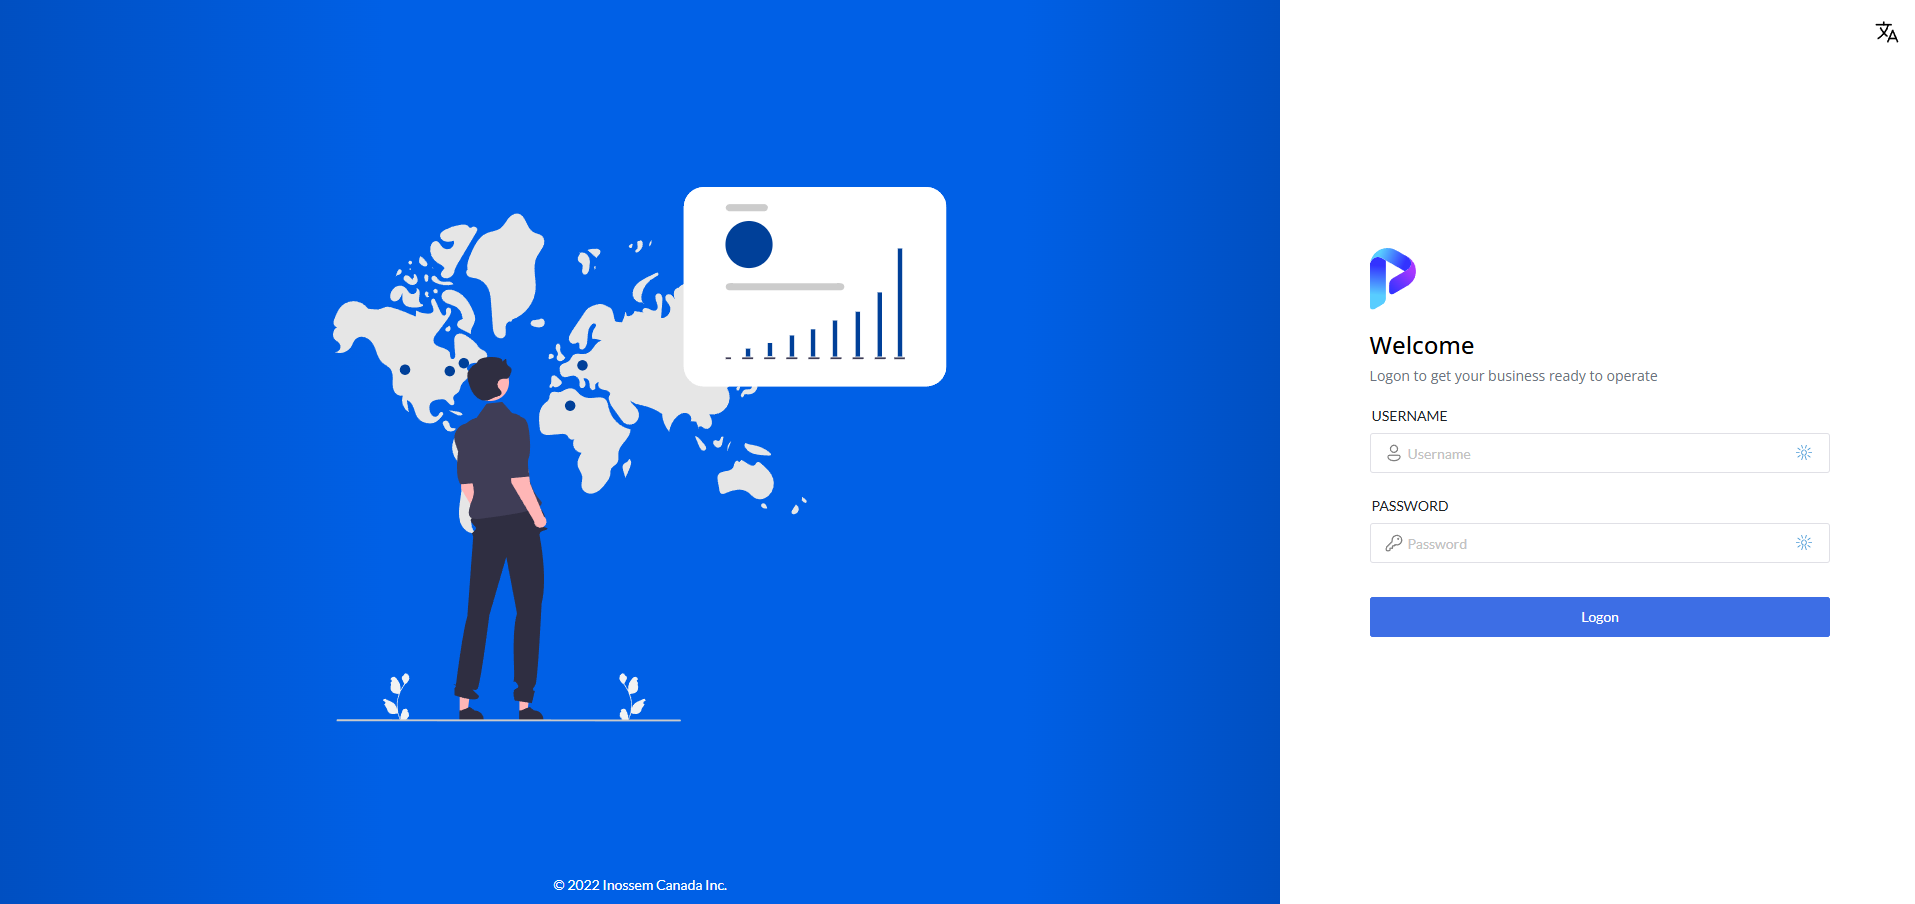 Welcome
Logon to get your business ready to operate
USERNAME
Username
PASSWORD
Password
Logon
© 2022 Inossem Canada Inc.